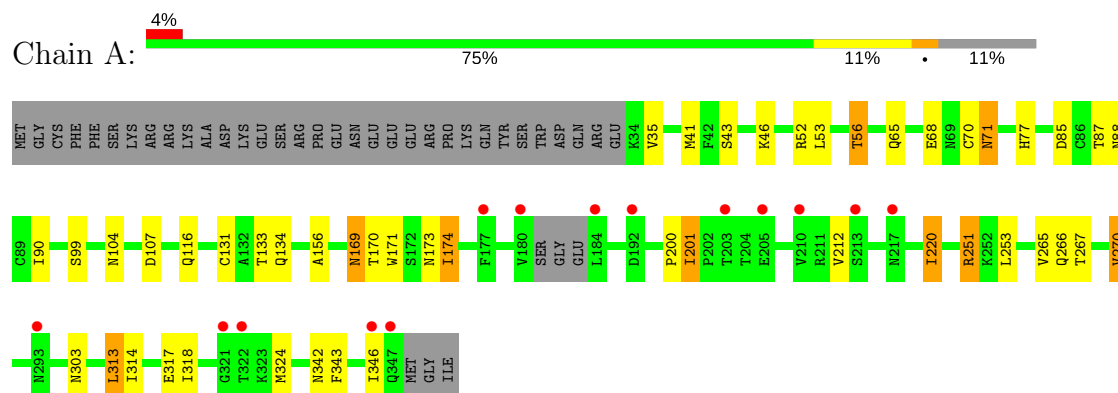 4%
Chain A:
75% 11% • 11%
MET GLY CYS PHE PHE SER LYS ARG ARG LYS ALA ASP LYS GLU SER ARG PRO GLU ASN GLU GLU GLU ARG PRO LYS GLN TYR SER TRP ASP GLN ARG GLU K34 V35 M41 F42 S43 K46 R52 L53 T56 Q65 E68 N69 C70 N71 H77 D85 C86 T87 N88
C89 I90 S99 N104 D107 Q116 C131 A132 T133 Q134 A156 N169 T170 W171 S172 N173 I174 F177 V180 SER GLY GLU L184 D192 P200 I201 P202 T203 T204 E205 V210 R211 V212 S213 N217 I220 R251 K252 L253 V265 Q266 T267
N293 N303 L313 I314 E317 I318 G321 T322 K323 M324 N342 F343 I346 Q347 MET GLY ILE